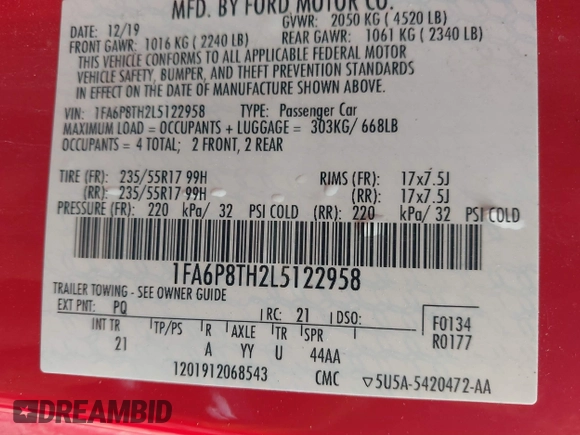 MFD. BY FORD MOTOR CO.
DATE: 12/19 GVWR: 2050 KG (4520 LB)
FRONT GAWR: 1016 KG (2240 LB) REAR GAWR: 1061 KG (2340 LB)
THIS VEHICLE CONFORMS TO ALL APPLICABLE FEDERAL MOTOR
VEHICLE SAFETY, BUMPER, AND THEFT PREVENTION STANDARDS
IN EFFECT ON THE DATE OF MANUFACTURE SHOWN ABOVE.
VIN: 1FA6P8TH2L5122958 TYPE: Passenger Car
MAXIMUM LOAD = OCCUPANTS + LUGGAGE = 303KG/ 668LB
OCCUPANTS = 4 TOTAL; 2 FRONT, 2 REAR
TIRE (FR): 235/55R17 99H RIMS (FR): 17x7.5J
(RR): 235/55R17 99H (RR): 17x7.5J
PRESSURE (FR): 220 kPa/ 32 PSI COLD (RR): 220 kPa/ 32 PSI COLD
1FA6P8TH2L5122958
TRAILER TOWING - SEE OWNER GUIDE
EXT PNT: PQ RC: 21 DSO: F0134
INT TR TP/PS R AXLE TR SPR R0177
21 A YY U 44AA
1201912068543 CMC ▽5U5A-5420472-AA
DREAMBID